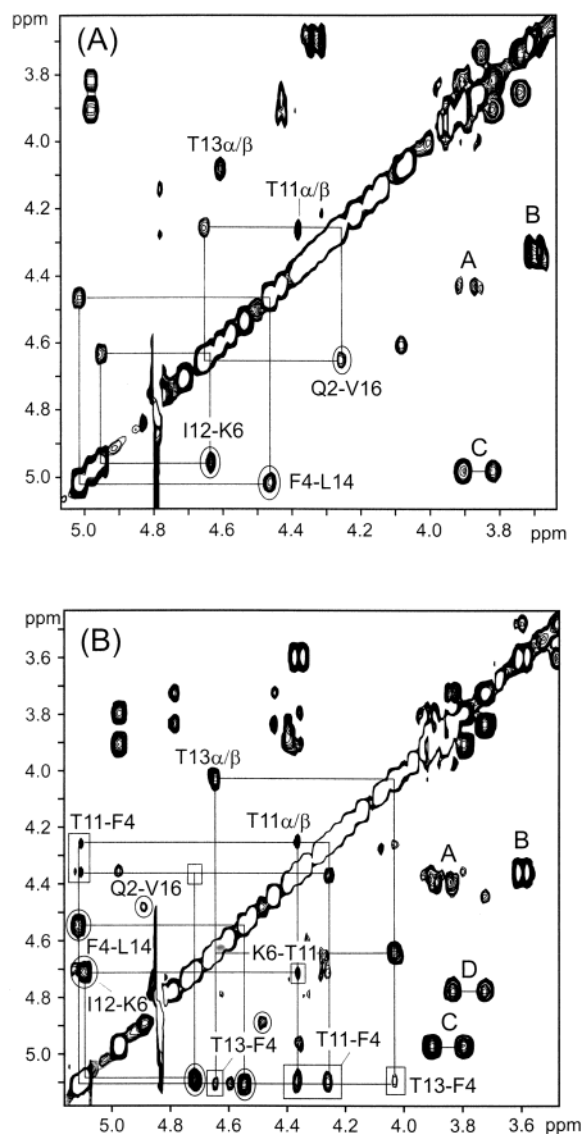 ppm
(A)
3.8
4.0
T13α/β
4.2
T11α/β
B
A
4.4
4.6
Q2-V16
4.8
I12-K6
C
F4-L14
5.0
5.0 4.8 4.6 4.4 4.2 4.0 3.8 ppm
ppm
(B)
3.6
3.8
T13α/β
4.0
T11-F4
T11α/β
4.2
A B
4.4
Q2-V16
F4-L14
4.6
K6-T11
D
I12-K6
4.8
C
T13-F4 T11-F4
5.0
T13-F4
5.0 4.8 4.6 4.4 4.2 4.0 3.8 3.6 ppm